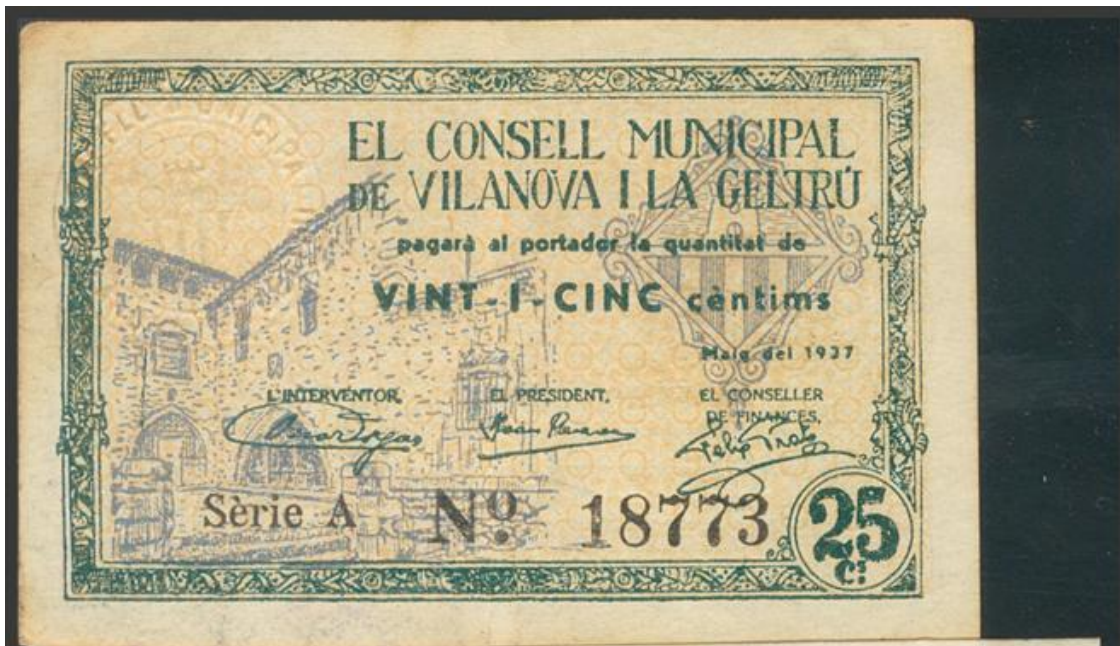 EL CONSELL MUNICIPAL
DE VILANOVA I LA GELTRÚ
pagarà al portador la quantitat de
VINT-I-CINC cèntims
Maig del 1937
L'INTERVENTOR,
EL PRESIDENT,
EL CONSELLER
DE FINANCES,
Sèrie A Nº. 18773
25
Cs.